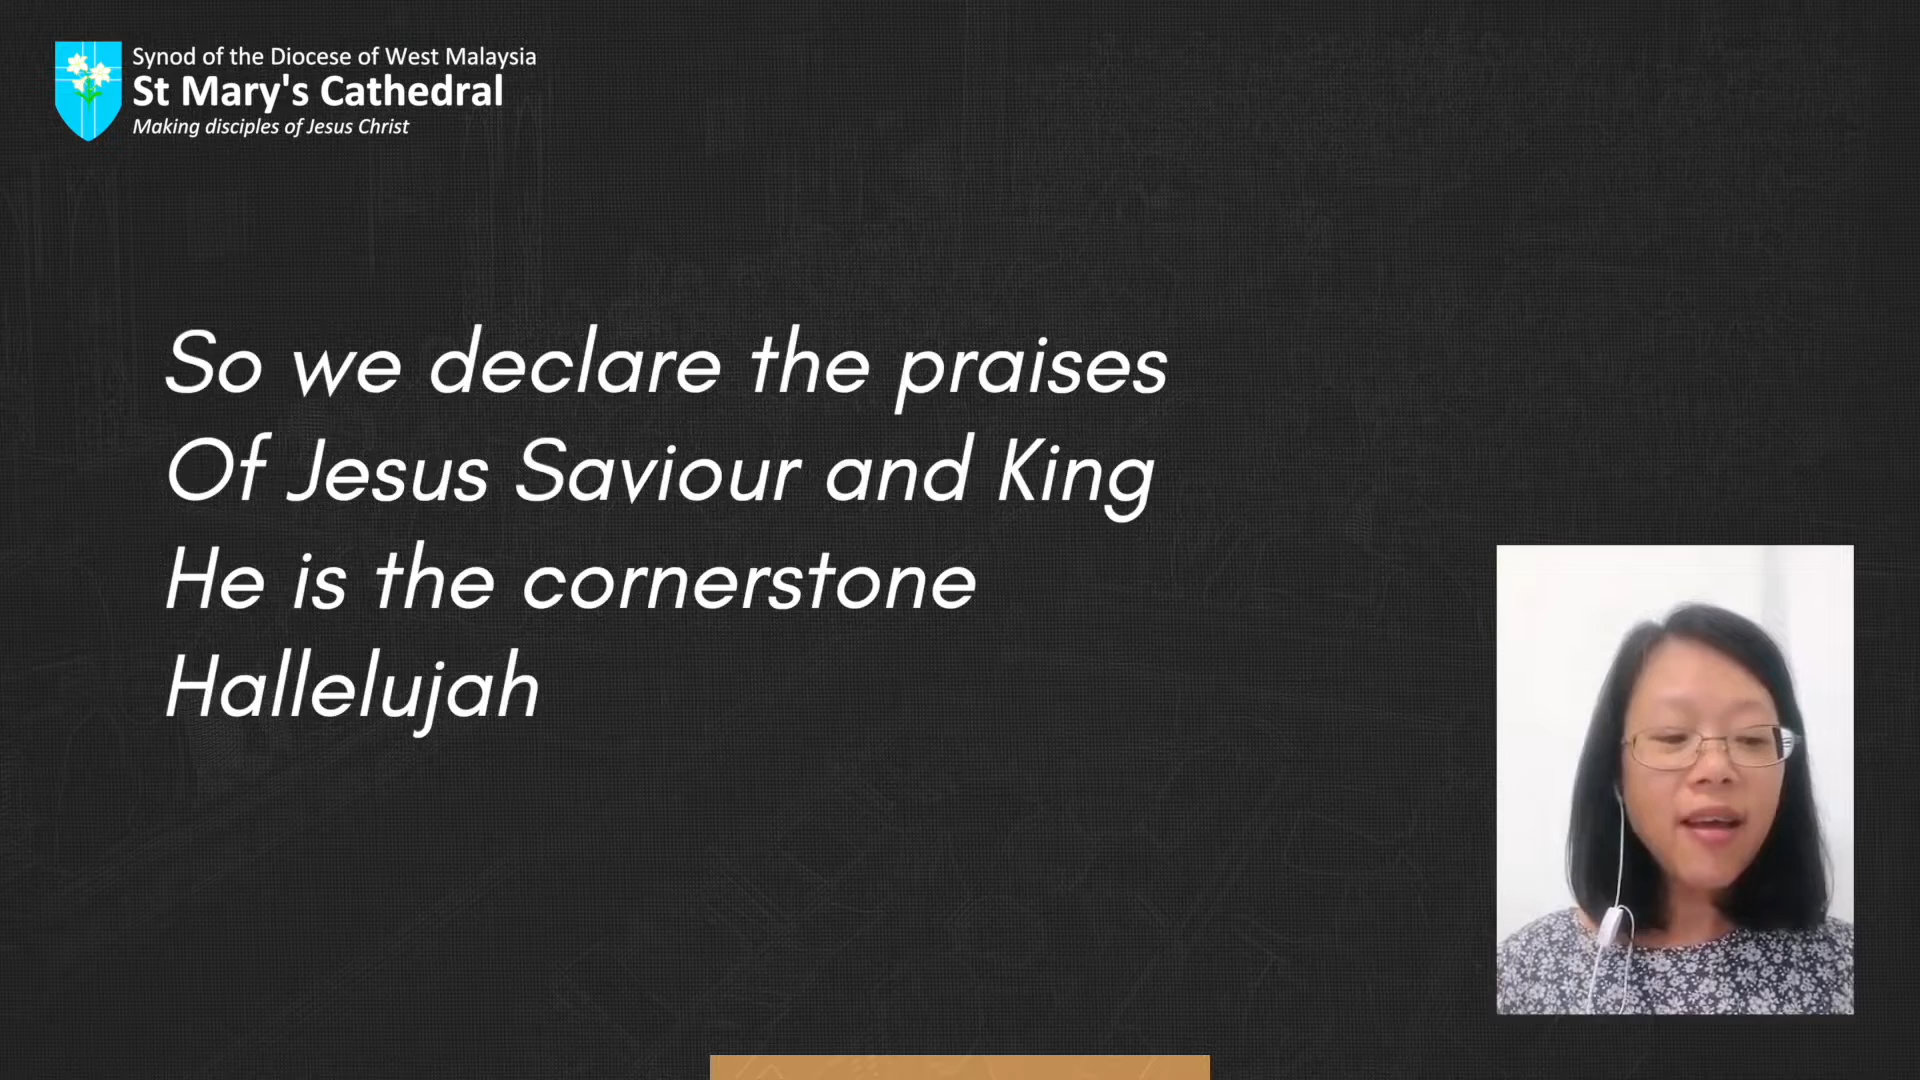 Synod of the Diocese of West Malaysia
St Mary's Cathedral
Making disciples of Jesus Christ
So we declare the praises
Of Jesus Saviour and King
He is the cornerstone
Hallelujah